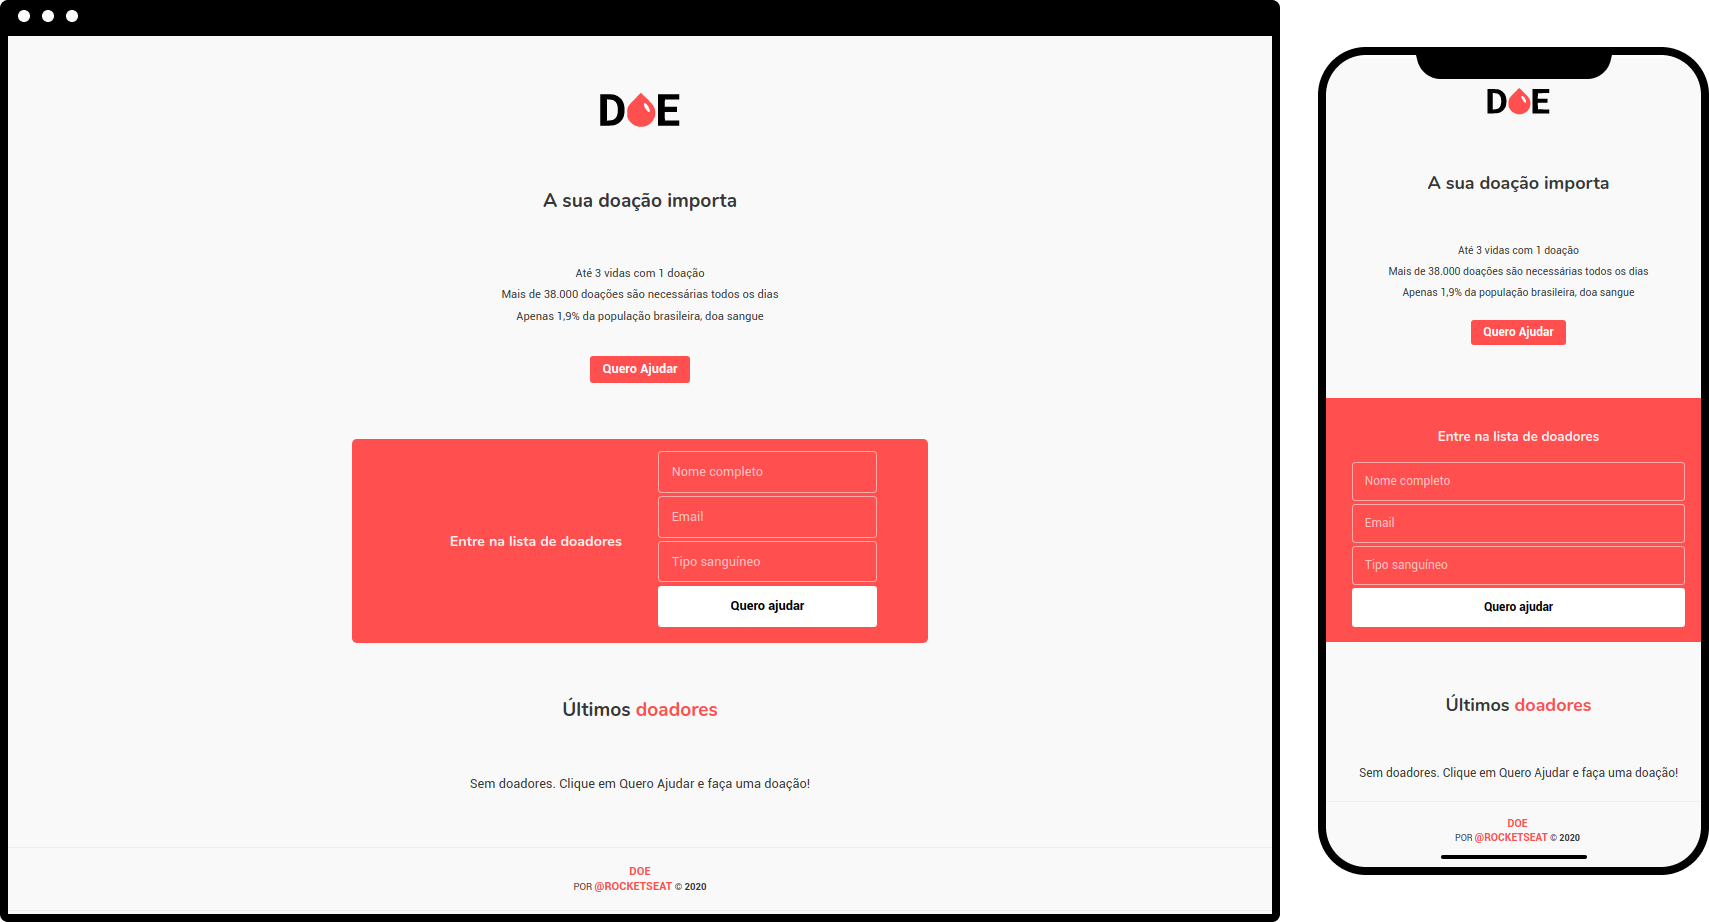 DOE
A sua doação importa
Até 3 vidas com 1 doação
Mais de 38.000 doações são necessárias todos os dias
Apenas 1,9% da população brasileira, doa sangue
Quero Ajudar
Entre na lista de doadores
Nome completo
Email
Tipo sanguíneo
Quero ajudar
Últimos doadores
Sem doadores. Clique em Quero Ajudar e faça uma doação!
DOE
POR @ROCKETSEAT © 2020
DOE
A sua doação importa
Até 3 vidas com 1 doação
Mais de 38.000 doações são necessárias todos os dias
Apenas 1,9% da população brasileira, doa sangue
Quero Ajudar
Entre na lista de doadores
Nome completo
Email
Tipo sanguíneo
Quero ajudar
Últimos doadores
Sem doadores. Clique em Quero Ajudar e faça uma doação!
DOE
POR @ROCKETSEAT © 2020